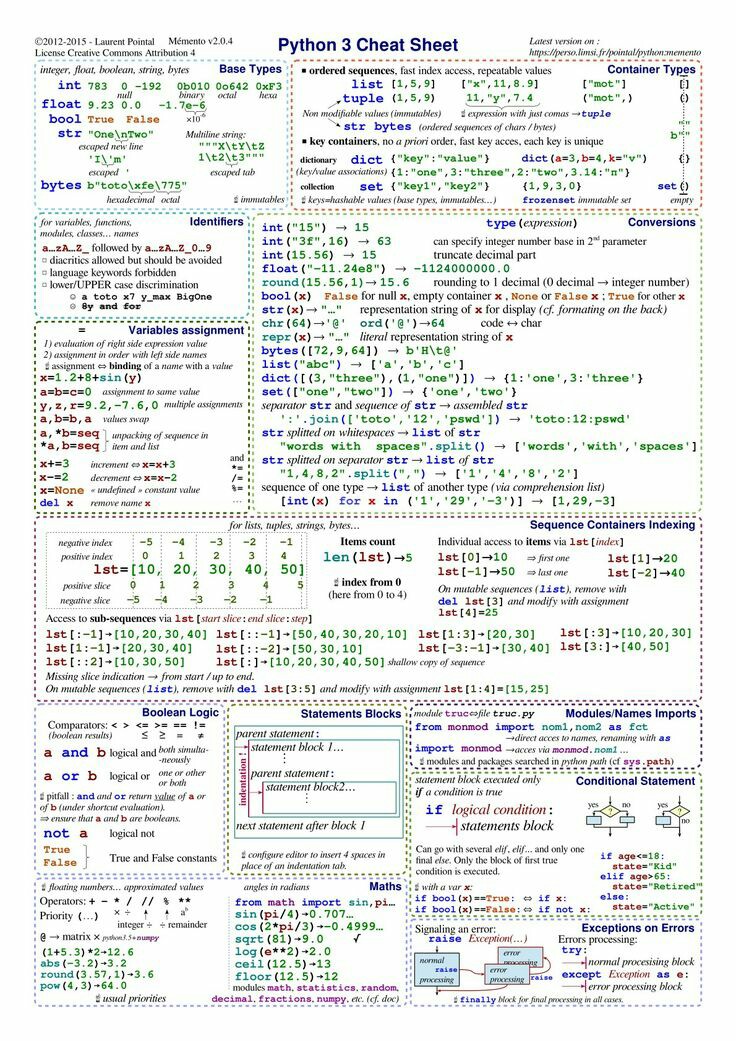 ©2012-2015 - Laurent Pointal Mémento v2.0.4
License Creative Commons Attribution 4
Python 3 Cheat Sheet
Latest version on :
https://perso.limsi.fr/pointal/python:memento
integer, float, boolean, string, bytes Base Types
int 783 0 -192 0b010 0o642 0xF3
null binary octal hexa
float 9.23 0.0 -1.7e-6
bool True False ×10-6
str "One\nTwo" Multiline string:
escaped new line """X\tY\tZ
'I\'m' 1\t2\t3"""
escaped ' escaped tab
bytes b"toto\xfe\775"
hexadecimal octal ☝ immutables
▪ ordered sequences, fast index access, repeatable values Container Types
list [1,5,9] ["x",11,8.9] ["mot"] []
tuple (1,5,9) 11,"y",7.4 ("mot",) ()
Non modifiable values (immutables) ☝ expression with just comas →tuple
""
str bytes (ordered sequences of chars / bytes) b""
▪ key containers, no a priori order, fast key acces, each key is unique
dictionary dict {"key":"value"} dict(a=3,b=4,k="v") {}
(key/value associations) {1:"one",3:"three",2:"two",3.14:"π"}
collection set {"key1","key2"} {1,9,3,0} set()
☝ keys=hashable values (base types, immutables…) frozenset immutable set empty
for variables, functions, Identifiers
modules, classes… names
a…zA…Z_ followed by a…zA…Z_0…9
□ diacritics allowed but should be avoided
□ language keywords forbidden
□ lower/UPPER case discrimination
☺ a toto x7 y_max BigOne
☹ 8y and for
= Variables assignment
1) evaluation of right side expression value
2) assignment in order with left side names
☝ assignment ⇔ binding of a name with a value
x=1.2+8+sin(y)
a=b=c=0 assignment to same value
y,z,r=9.2,-7.6,0 multiple assignments
a,b=b,a values swap
a,*b=seq unpacking of sequence in
*a,b=seq item and list
and
x+=3 increment ⇔ x=x+3 *=
x-=2 decrement ⇔ x=x-2 /=
x=None « undefined » constant value %=
del x remove name x …
type(expression) Conversions
int("15") → 15
int("3f",16) → 63 can specify integer number base in 2nd parameter
int(15.56) → 15 truncate decimal part
float("-11.24e8") → -1124000000.0
round(15.56,1)→ 15.6 rounding to 1 decimal (0 decimal → integer number)
bool(x) False for null x, empty container x , None or False x ; True for other x
str(x)→ "…" representation string of x for display (cf. formating on the back)
chr(64)→'@' ord('@')→64 code ↔ char
repr(x)→ "…" literal representation string of x
bytes([72,9,64]) → b'H\t@'
list("abc") → ['a','b','c']
dict([(3,"three"),(1,"one")]) → {1:'one',3:'three'}
set(["one","two"]) → {'one','two'}
separator str and sequence of str → assembled str
':'.join(['toto','12','pswd']) → 'toto:12:pswd'
str splitted on whitespaces → list of str
"words with spaces".split() → ['words','with','spaces']
str splitted on separator str → list of str
"1,4,8,2".split(",") → ['1','4','8','2']
sequence of one type → list of another type (via comprehension list)
[int(x) for x in ('1','29','-3')] → [1,29,-3]
for lists, tuples, strings, bytes… Sequence Containers Indexing
negative index -5 -4 -3 -2 -1
positive index 0 1 2 3 4
lst=[10, 20, 30, 40, 50]
positive slice 0 1 2 3 4 5
negative slice -5 -4 -3 -2 -1
Items count
len(lst)→5
☝ index from 0
(here from 0 to 4)
Individual access to items via lst[index]
lst[0]→10 ⇒ first one lst[1]→20
lst[-1]→50 ⇒ last one lst[-2]→40
On mutable sequences (list), remove with
del lst[3] and modify with assignment
lst[4]=25
Access to sub-sequences via lst[start slice:end slice:step]
lst[:-1]→[10,20,30,40] lst[::-1]→[50,40,30,20,10] lst[1:3]→[20,30] lst[:3]→[10,20,30]
lst[1:-1]→[20,30,40] lst[::-2]→[50,30,10] lst[-3:-1]→[30,40] lst[3:]→[40,50]
lst[::2]→[10,30,50] lst[:]→[10,20,30,40,50] shallow copy of sequence
Missing slice indication → from start / up to end.
On mutable sequences (list), remove with del lst[3:5] and modify with assignment lst[1:4]=[15,25]
Boolean Logic
Comparators: < > <= >= == !=
(boolean results) ≤ ≥ = ≠
a and b logical and both simulta-
-neously
a or b logical or one or other
or both
☝ pitfall : and and or return value of a or
of b (under shortcut evaluation).
⇒ ensure that a and b are booleans.
not a logical not
True
False
True and False constants
Statements Blocks
parent statement:
statement block 1…
⋮
parent statement:
statement block2…
⋮
indentation !
next statement after block 1
☝ configure editor to insert 4 spaces in
place of an indentation tab.
module truc⇔file truc.py Modules/Names Imports
from monmod import nom1,nom2 as fct
→direct acces to names, renaming with as
import monmod →acces via monmod.nom1 …
☝ modules and packages searched in python path (cf sys.path)
statement block executed only Conditional Statement
if a condition is true
if logical condition:
statements block
yes ? no
yes ? no
Can go with several elif, elif... and only one
final else. Only the block of first true
condition is executed.
☝ with a var x:
if bool(x)==True: ⇔ if x:
if bool(x)==False: ⇔ if not x:
if age<=18:
state="Kid"
elif age>65:
state="Retired"
else:
state="Active"
☝ floating numbers… approximated values angles in radians Maths
Operators: + - * / // % **
Priority (…) × ÷ ab
integer ÷ ÷ remainder
@ → matrix × python3.5+numpy
(1+5.3)*2→12.6
abs(-3.2)→3.2
round(3.57,1)→3.6
pow(4,3)→64.0
☝ usual priorities
from math import sin,pi…
sin(pi/4)→0.707…
cos(2*pi/3)→-0.4999…
sqrt(81)→9.0 √
log(e**2)→2.0
ceil(12.5)→13
floor(12.5)→12
modules math, statistics, random,
decimal, fractions, numpy, etc. (cf. doc)
Exceptions on Errors
Signaling an error:
raise Exception(…)
normal
processing
raise
error
processing
error
processing
raise
Errors processing:
try:
normal procesising block
except Exception as e:
error processing block
☝ finally block for final processing in all cases.